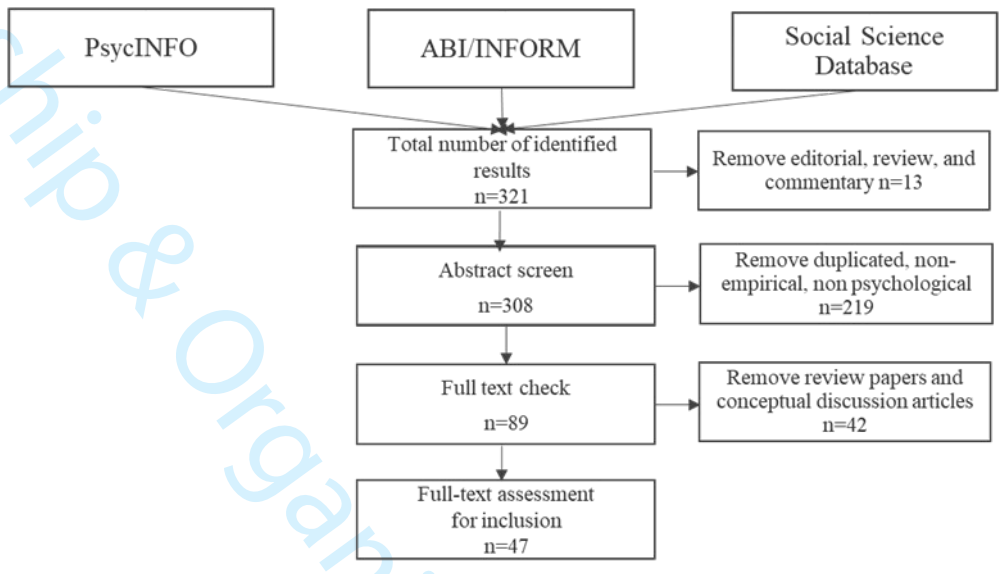 PsycINFO
ABI/INFORM
Social Science
Database
Total number of identified
results
n=321
Remove editorial, review, and
commentary n=13
Abstract screen
n=308
Remove duplicated, non-
empirical, non psychological
n=219
Full text check
n=89
Remove review papers and
conceptual discussion articles
n=42
Full-text assessment
for inclusion
n=47
hip & Organi